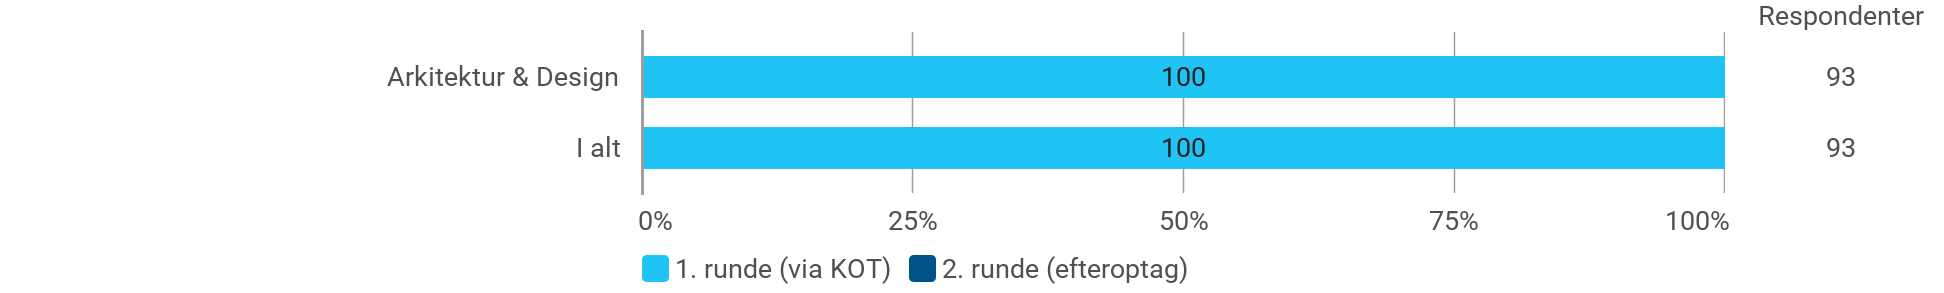 Respondenter
Arkitektur & Design 100 93
I alt 100 93
0% 25% 50% 75% 100%
1. runde (via KOT) 2. runde (efteroptag)